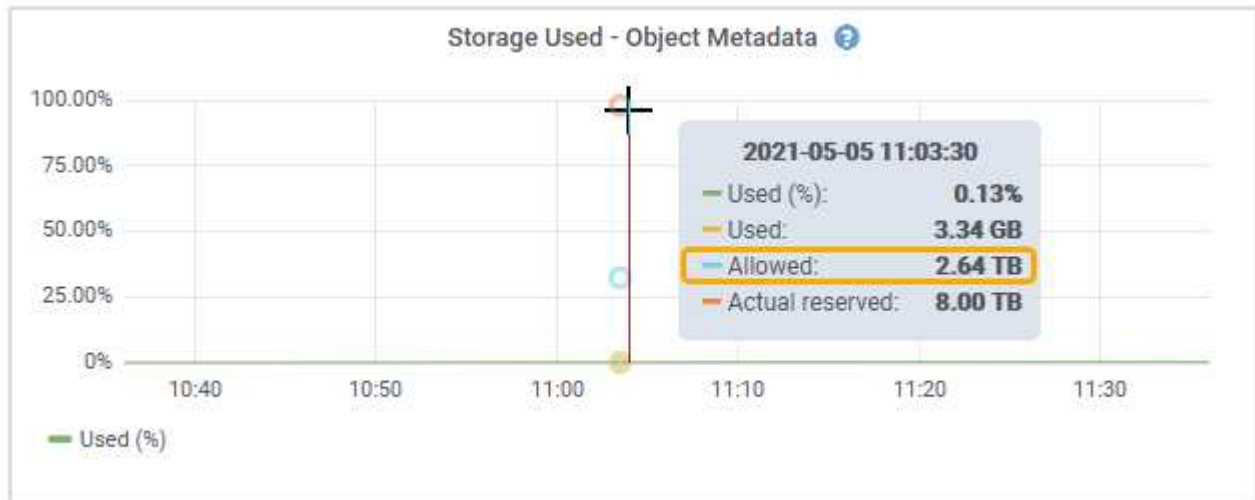 Storage Used - Object Metadata ?
100.00%
75.00%
50.00%
25.00%
0%
10:40 10:50 11:00 11:10 11:20 11:30
2021-05-05 11:03:30
Used (%): 0.13%
Used: 3.34 GB
Allowed: 2.64 TB
Actual reserved: 8.00 TB
Used (%)